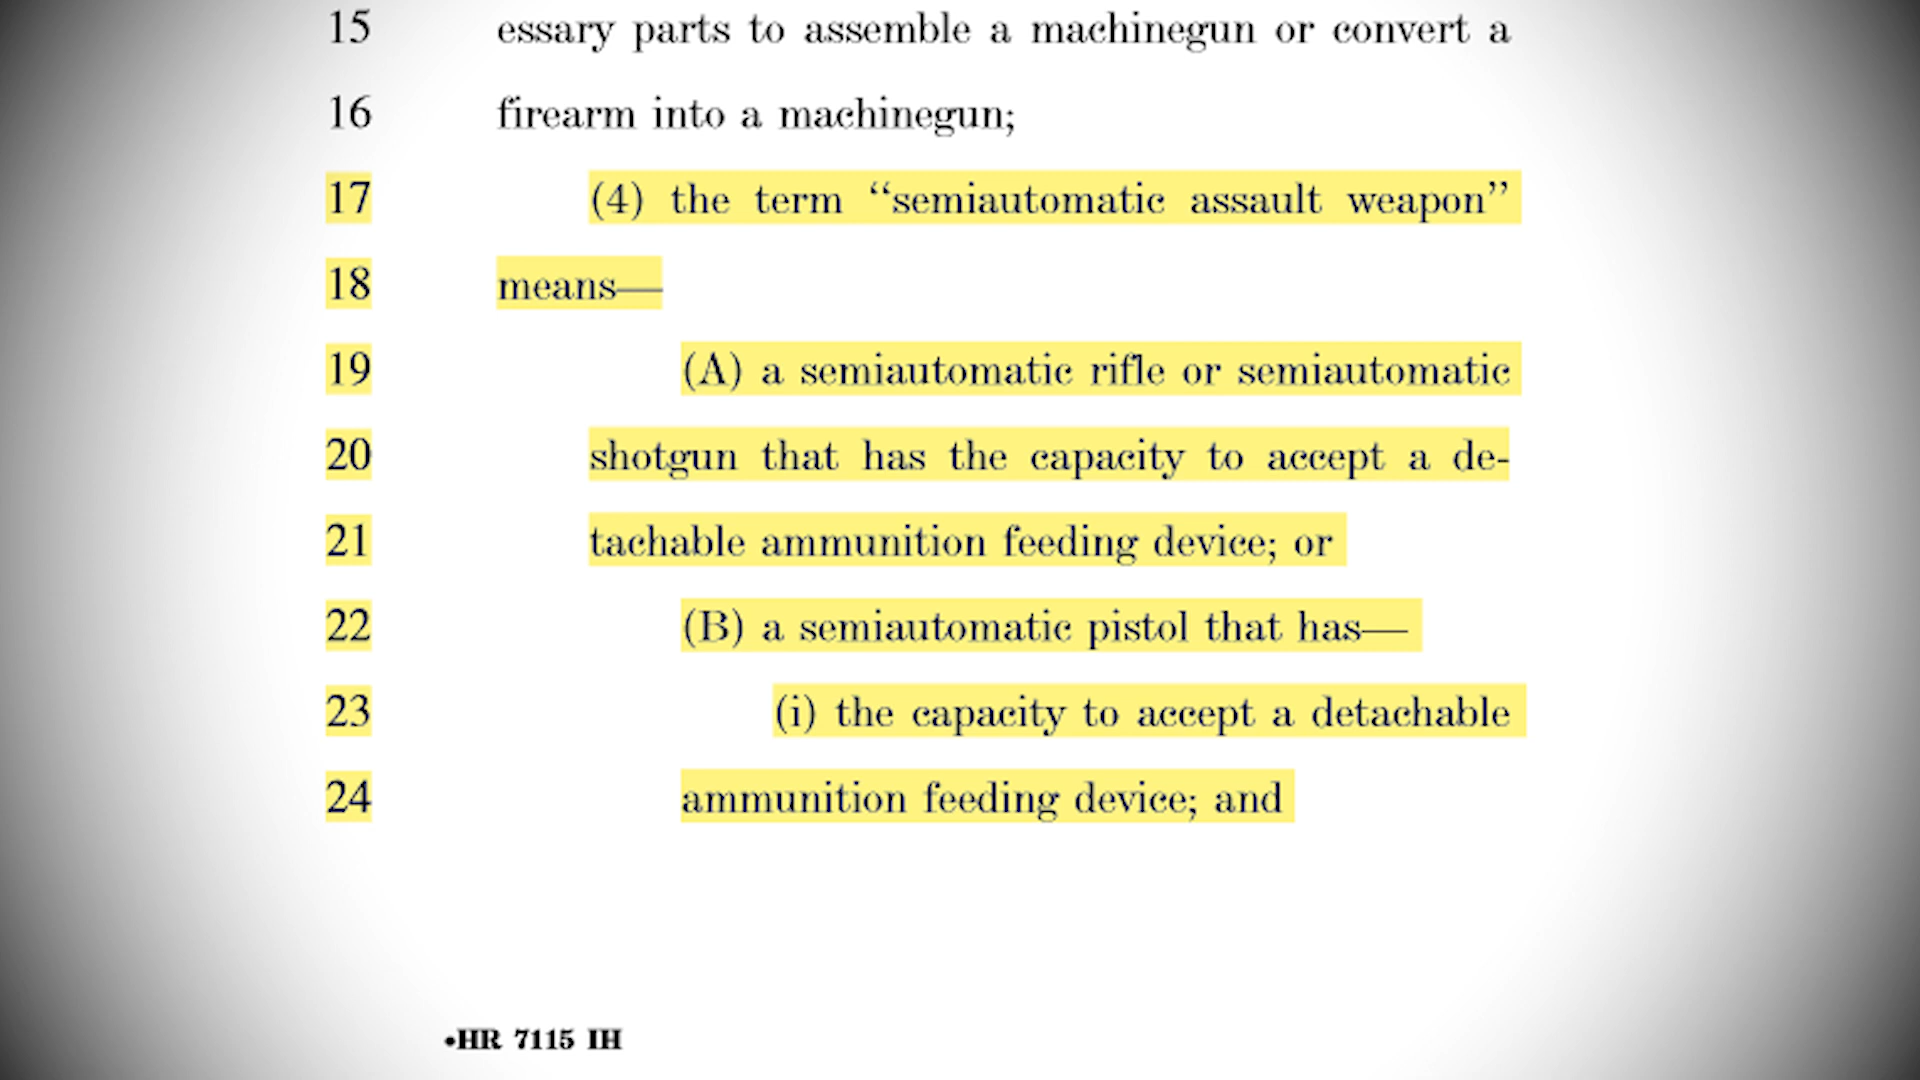 15 essary parts to assemble a machinegun or convert a
16 firearm into a machinegun;
17 (4) the term ‘‘semiautomatic assault weapon’’
18 means—
19 (A) a semiautomatic rifle or semiautomatic
20 shotgun that has the capacity to accept a de-
21 tachable ammunition feeding device; or
22 (B) a semiautomatic pistol that has—
23 (i) the capacity to accept a detachable
24 ammunition feeding device; and
•HR 7115 IH